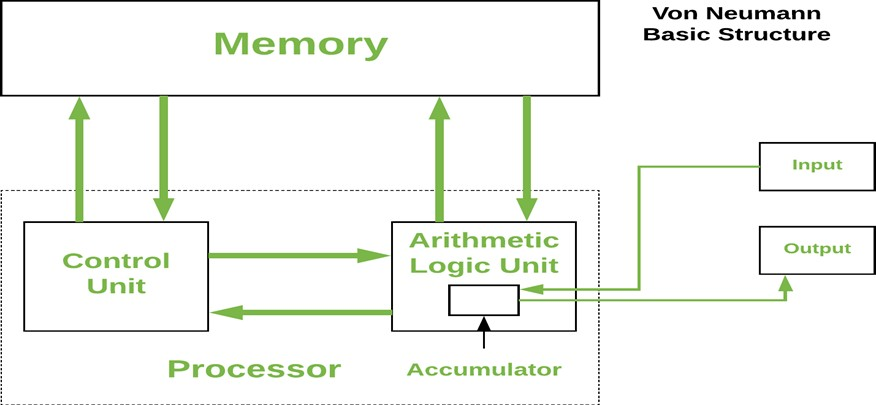 Memory
Von Neumann
Basic Structure
Input
Output
Control
Unit
Arithmetic
Logic Unit
Processor
Accumulator